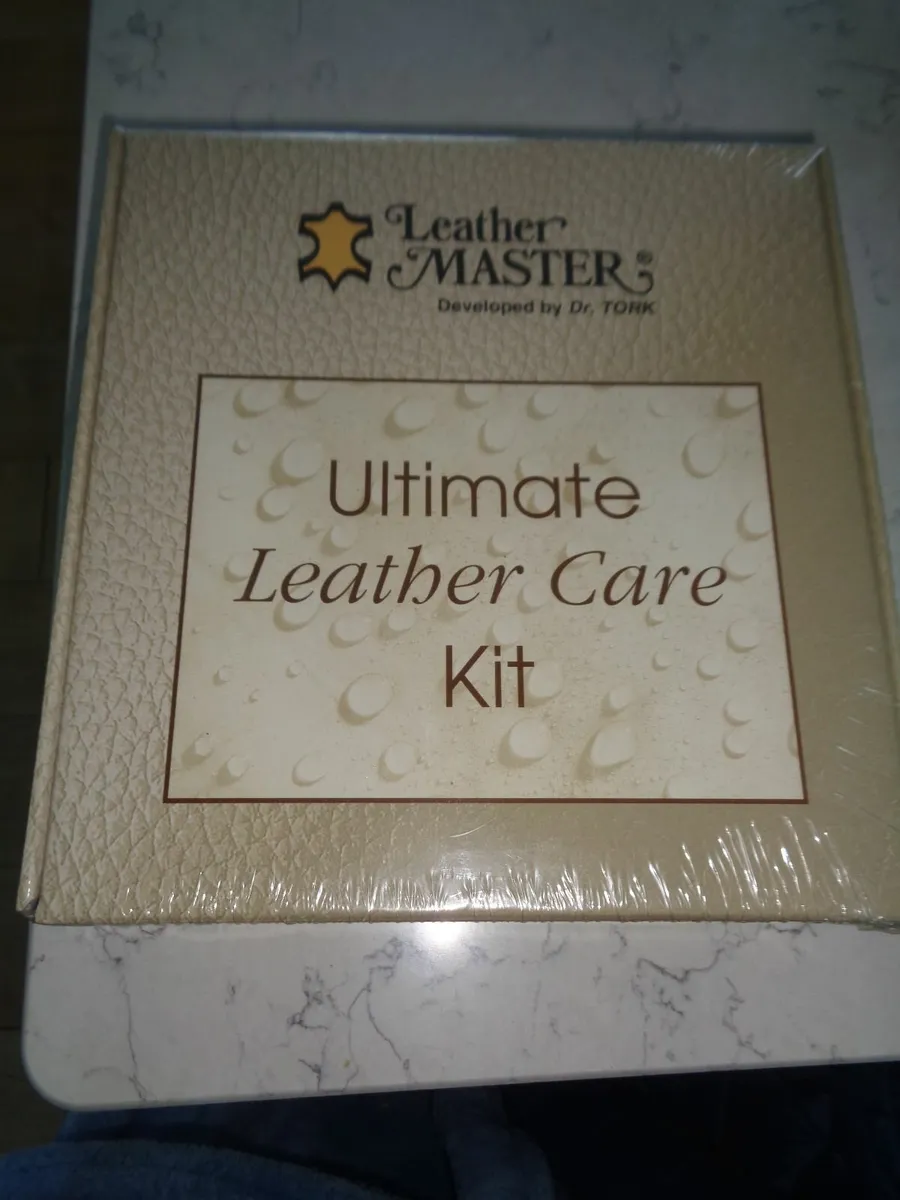 Leather
MASTER®
Developed by Dr. TORK
Ultimate
Leather Care
Kit